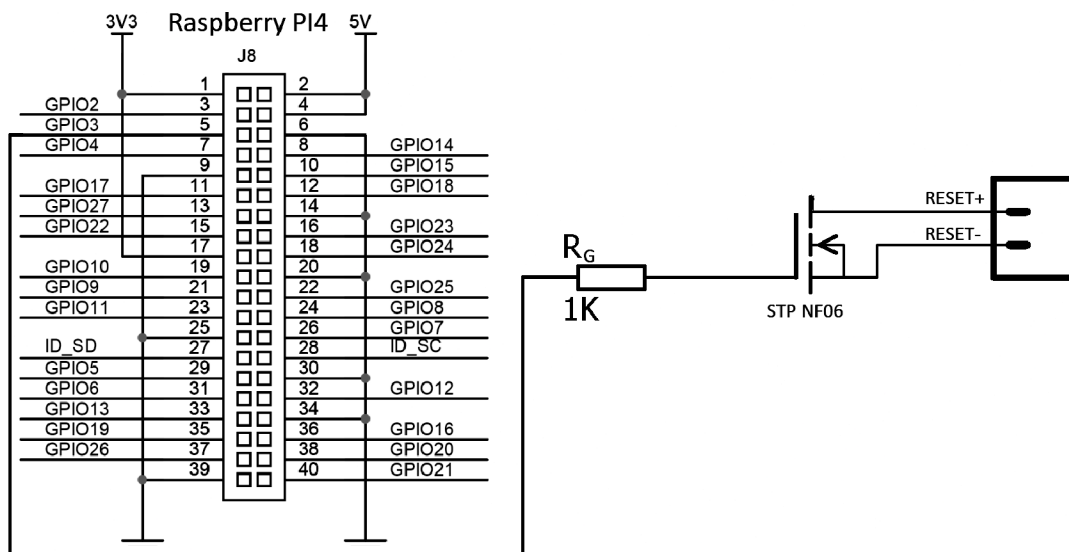 3V3 Raspberry PI4 5V
J8
1 2
GPIO2 3 4
GPIO3 5 6
GPIO4 7 8 GPIO14
9 10 GPIO15
GPIO17 11 12 GPIO18
GPIO27 13 14
GPIO22 15 16 GPIO23
17 18 GPIO24
GPIO10 19 20
GPIO9 21 22 GPIO25
GPIO11 23 24 GPIO8
25 26 GPIO7
ID_SD 27 28 ID_SC
GPIO5 29 30
GPIO6 31 32 GPIO12
GPIO13 33 34
GPIO19 35 36 GPIO16
GPIO26 37 38 GPIO20
39 40 GPIO21
RG
1K
STP NF06
RESET+
RESET-